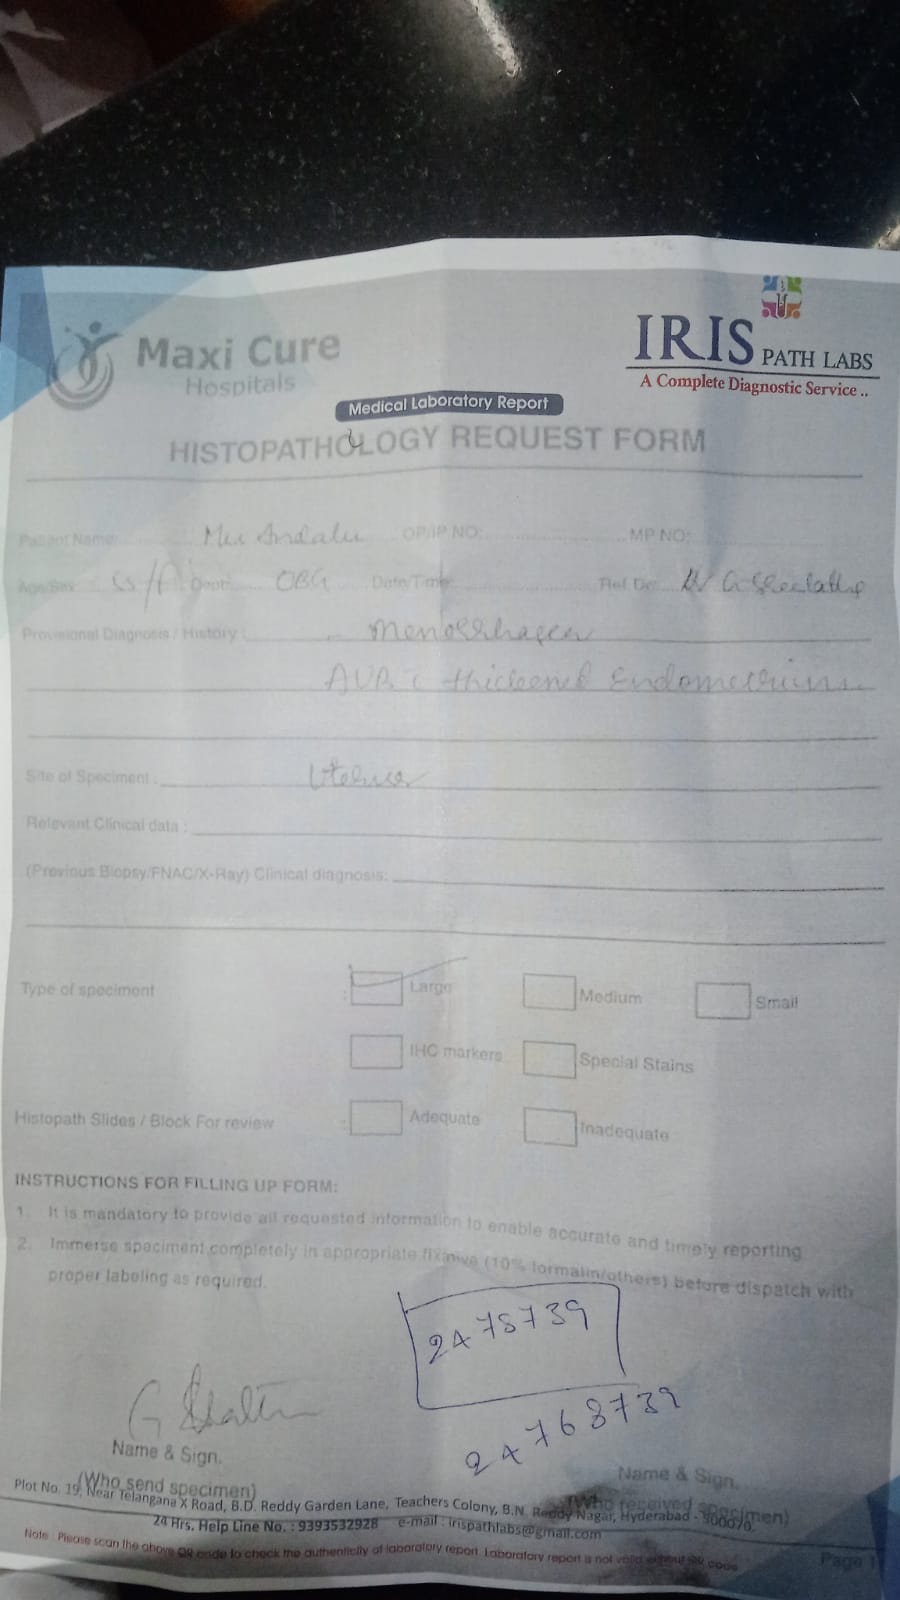 Maxi Cure
Hospitals
IRIS PATH LABS
A Complete Diagnostic Service ..
Medical Laboratory Report
HISTOPATHOLOGY REQUEST FORM
Patient Name: Andalu OP/IP NO: MP NO:
Age/Sex 55/F Dept: OBG Date/Time: Ref Dr:
Provisional Diagnosis / History :
thickened Endometrium
Site of Speciment : Uterus
Relevant Clinical data :
(Previous Biopsy/FNAC/X-Ray) Clinical diagnosis:
Type of speciment : Large Medium Small
IHC markers Special Stains
Histopath Slides / Block For review : Adequate Inadequate
INSTRUCTIONS FOR FILLING UP FORM:
1. It is mandatory to provide all requested information to enable accurate and timely reporting
2. Immerse speciment completely in appropriate fixative (10% formalin/others) before dispatch with
proper labeling as required.
2475739
24768739
Name & Sign.
(Who send specimen)
Name & Sign.
(Who received specimen)
Plot No. 19, Near Telangana X Road, B.D. Reddy Garden Lane, Teachers Colony, B.N. Reddy Nagar, Hyderabad -
24 Hrs. Help Line No. : 9393532928 e-mail : irispathlabs@gmail.com
Note : Please scan the above QR code to check the authenticity of laboratory report. Laboratory report is not valid without QR code
Page 1